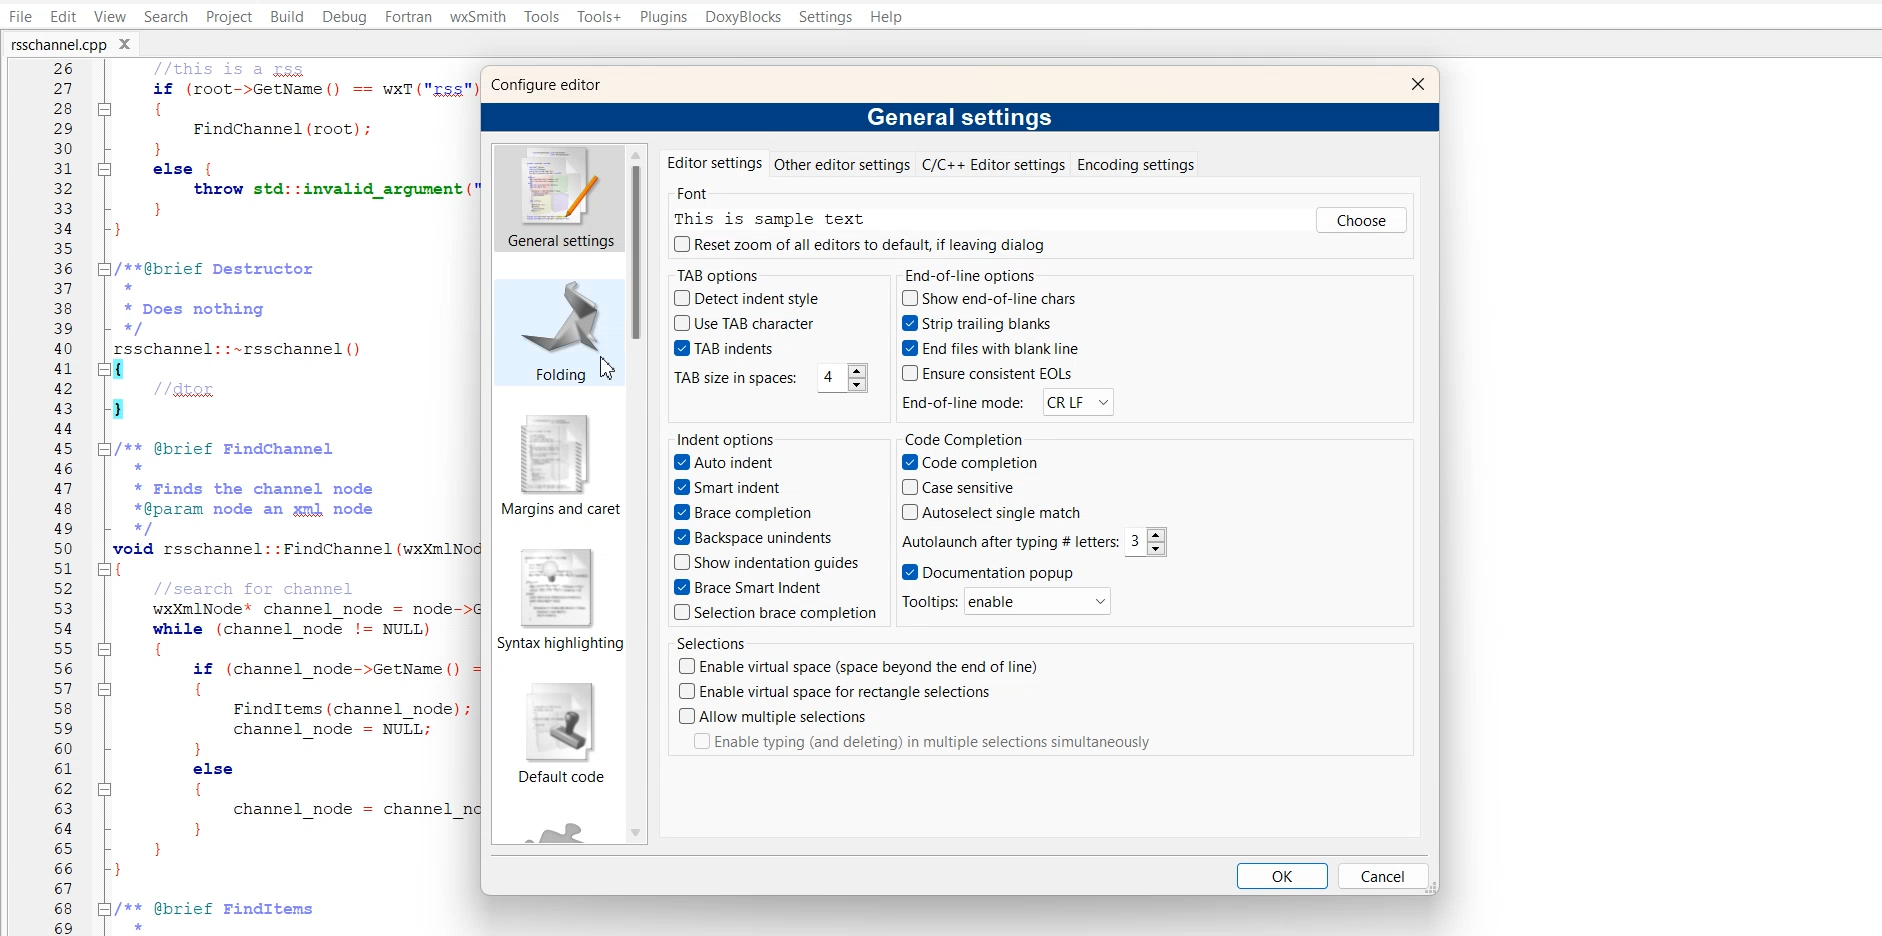 File Edit View Search Project Build Debug Fortran wxSmith Tools Tools+ Plugins DoxyBlocks Settings Help
rsschannel.cpp
26 //this is a rss
27 if (root->GetName() == wxT("rss")
28 {
29 FindChannel(root);
30 }
31 else {
32 throw std::invalid_argument("
33 }
34 }
35
36 /**@brief Destructor
37 *
38 * Does nothing
39 */
40 rsschannel::~rsschannel()
41 {
42 //dtor
43 }
44
45 /** @brief FindChannel
46 *
47 * Finds the channel node
48 *@param node an xml node
49 */
50 void rsschannel::FindChannel(wxXmlNod
51 {
52 //search for channel
53 wxXmlNode* channel_node = node->G
54 while (channel_node != NULL)
55 {
56 if (channel_node->GetName() =
57 {
58 FindItems(channel_node);
59 channel_node = NULL;
60 }
61 else
62 {
63 channel_node = channel_no
64 }
65 }
66 }
67
68 /** @brief FindItems
69 *
Configure editor
General settings
General settings
Folding
Margins and caret
Syntax highlighting
Default code
Editor settings Other editor settings C/C++ Editor settings Encoding settings
Font
This is sample text
Choose
Reset zoom of all editors to default, if leaving dialog
TAB options
Detect indent style
Use TAB character
TAB indents
TAB size in spaces: 4
End-of-line options
Show end-of-line chars
Strip trailing blanks
End files with blank line
Ensure consistent EOLs
End-of-line mode: CR LF
Indent options
Auto indent
Smart indent
Brace completion
Backspace unindents
Show indentation guides
Brace Smart Indent
Selection brace completion
Code Completion
Code completion
Case sensitive
Autoselect single match
Autolaunch after typing # letters: 3
Documentation popup
Tooltips: enable
Selections
Enable virtual space (space beyond the end of line)
Enable virtual space for rectangle selections
Allow multiple selections
Enable typing (and deleting) in multiple selections simultaneously
OK Cancel